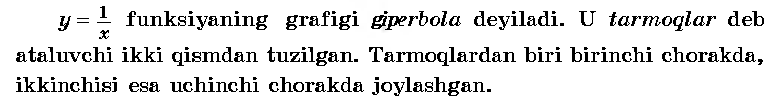 y = 1/x funksiyaning grafigi giperbola deyiladi. U tarmoqlar deb
ataluvchi ikki qismdan tuzilgan. Tarmoqlardan biri birinchi chorakda,
ikkinchisi esa uchinchi chorakda joylashgan.